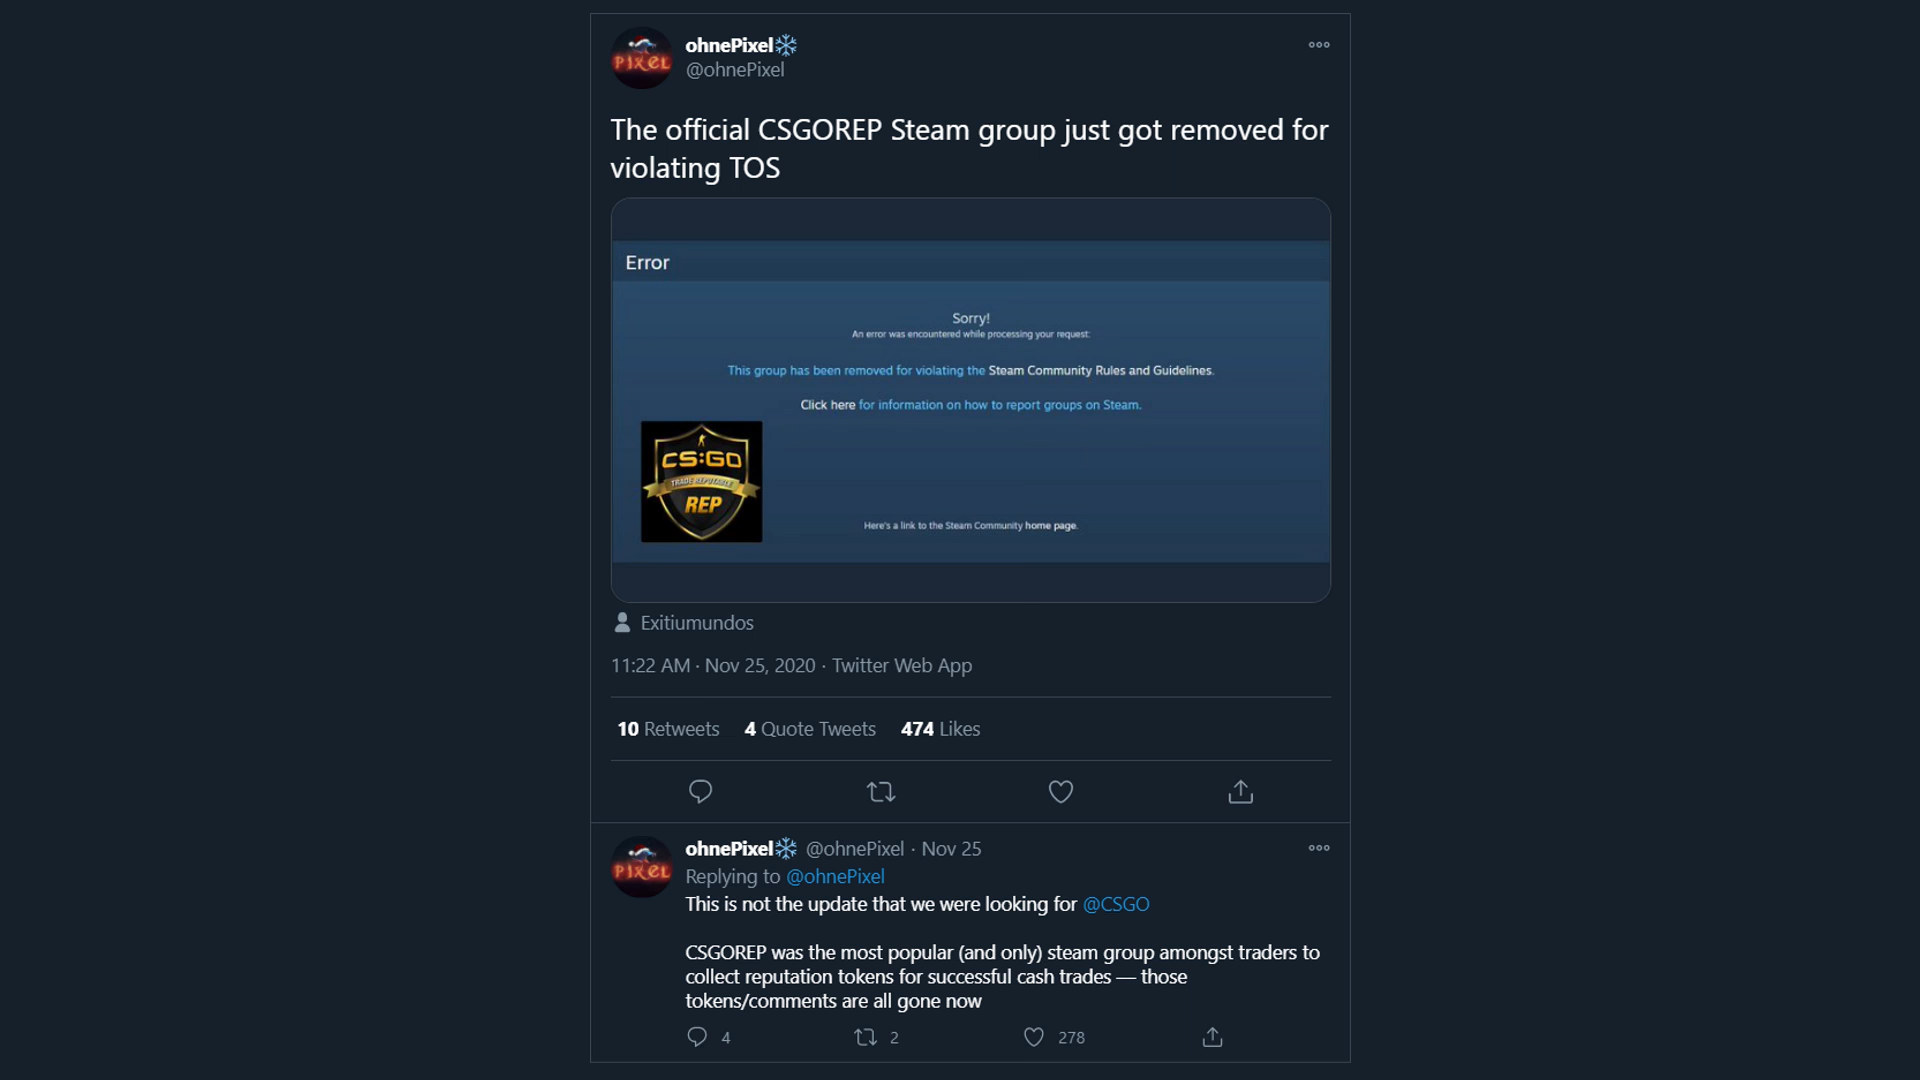 ohnePixel❄
@ohnePixel
The official CSGOREP Steam group just got removed for
violating TOS
Error
Sorry!
An error was encountered while processing your request:
This group has been removed for violating the Steam Community Rules and Guidelines.
Click here for information on how to report groups on Steam.
CS:GO
TRADE REPUTABLE
REP
Here's a link to the Steam Community home page.
Exitiumundos
11:22 AM · Nov 25, 2020 · Twitter Web App
10 Retweets 4 Quote Tweets 474 Likes
PIXEL
ohnePixel❄ @ohnePixel · Nov 25
Replying to @ohnePixel
This is not the update that we were looking for @CSGO
CSGOREP was the most popular (and only) steam group amongst traders to
collect reputation tokens for successful cash trades — those
tokens/comments are all gone now
4 2 278
PIXEL